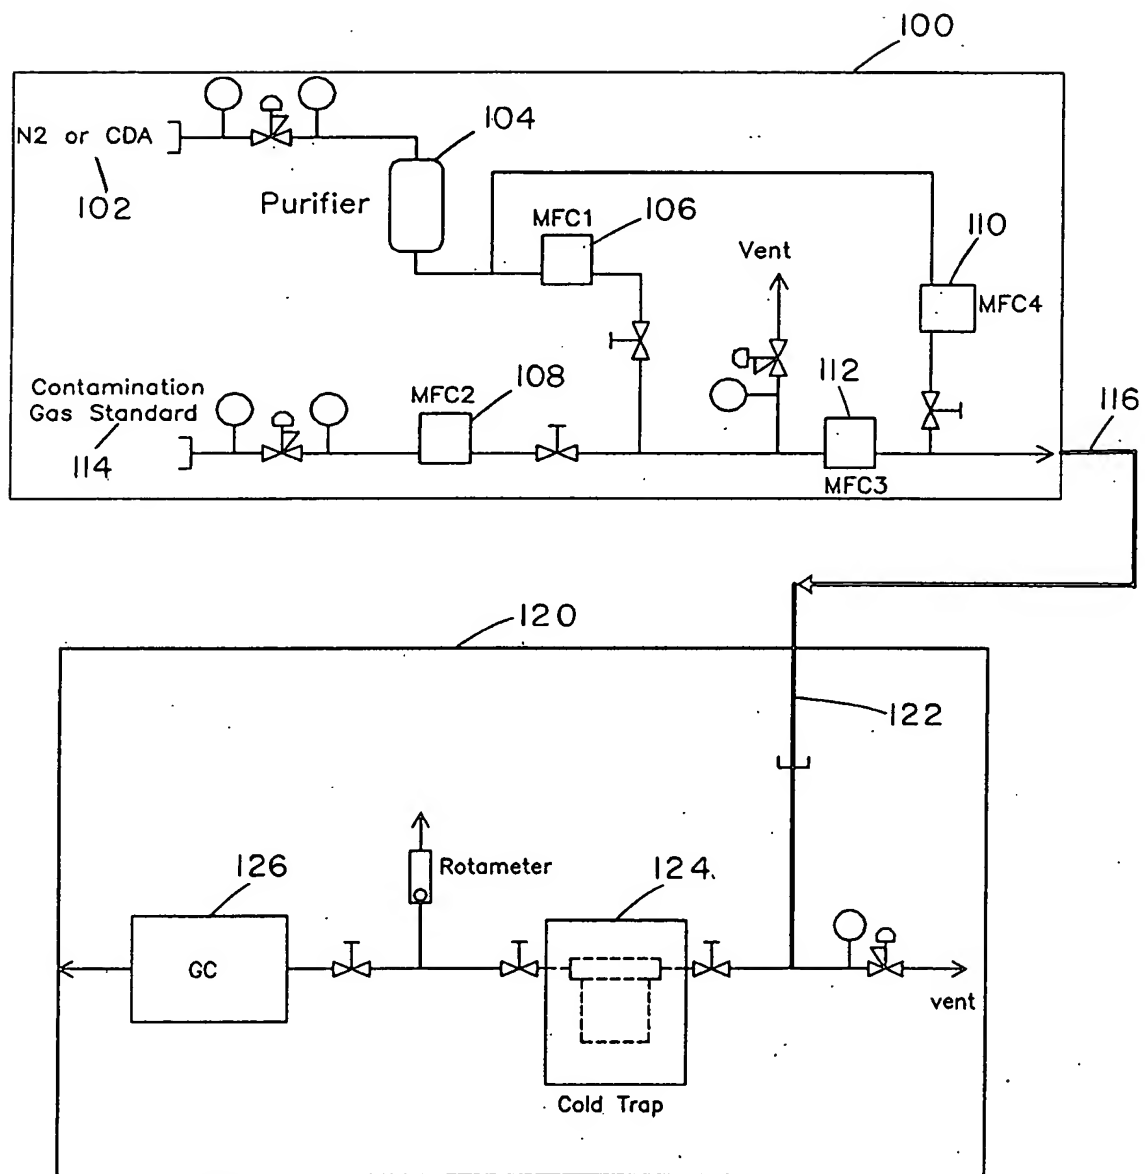 100
N2 or CDA
104
102
Purifier
MFC1
106
110
Vent
MFC4
Contamination
Gas Standard
MFC2
108
112
116
114
MFC3
120
122
Rotameter
126
124.
GC
vent
Cold Trap